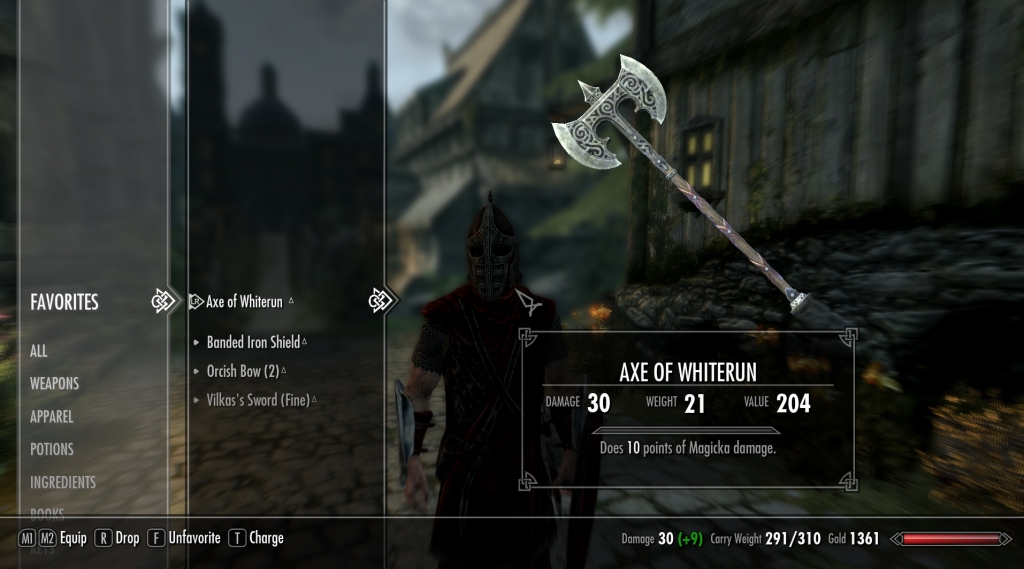 FAVORITES
ALL
WEAPONS
APPAREL
POTIONS
INGREDIENTS
BOOKS
KEYS
Axe of Whiterun
Banded Iron Shield
Orcish Bow (2)
Vilkas's Sword (Fine)
AXE OF WHITERUN
DAMAGE 30 WEIGHT 21 VALUE 204
Does 10 points of Magicka damage.
M1 M2 Equip R Drop F Unfavorite T Charge
Damage 30 (+9) Carry Weight 291/310 Gold 1361